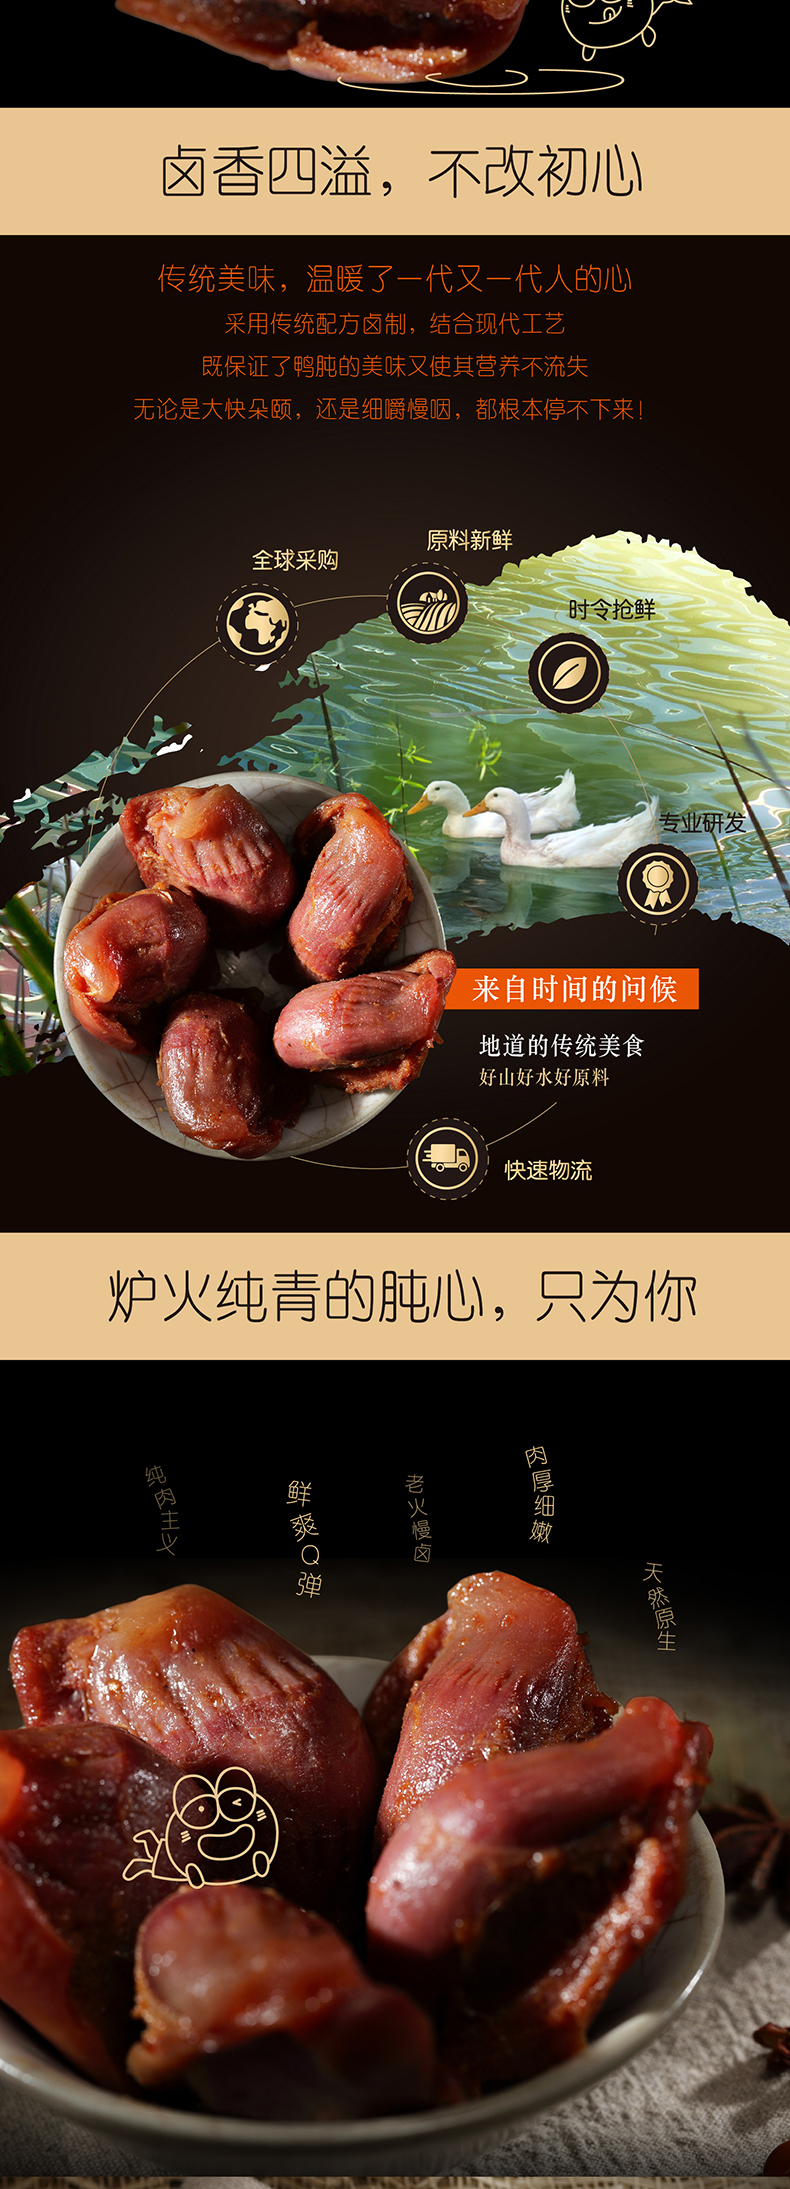 卤香四溢，不改初心
传统美味，温暖了一代又一代人的心
采用传统配方卤制，结合现代工艺
既保证了鸭肫的美味又使其营养不流失
无论是大快朵颐，还是细嚼慢咽，都根本停不下来！
全球采购
原料新鲜
时令抢鲜
专业研发
来自时间的问候
地道的传统美食
好山好水好原料
快速物流
炉火纯青的肫心，只为你
纯肉主义
鲜爽Q弹
老火慢卤
肉厚细嫩
天然原生